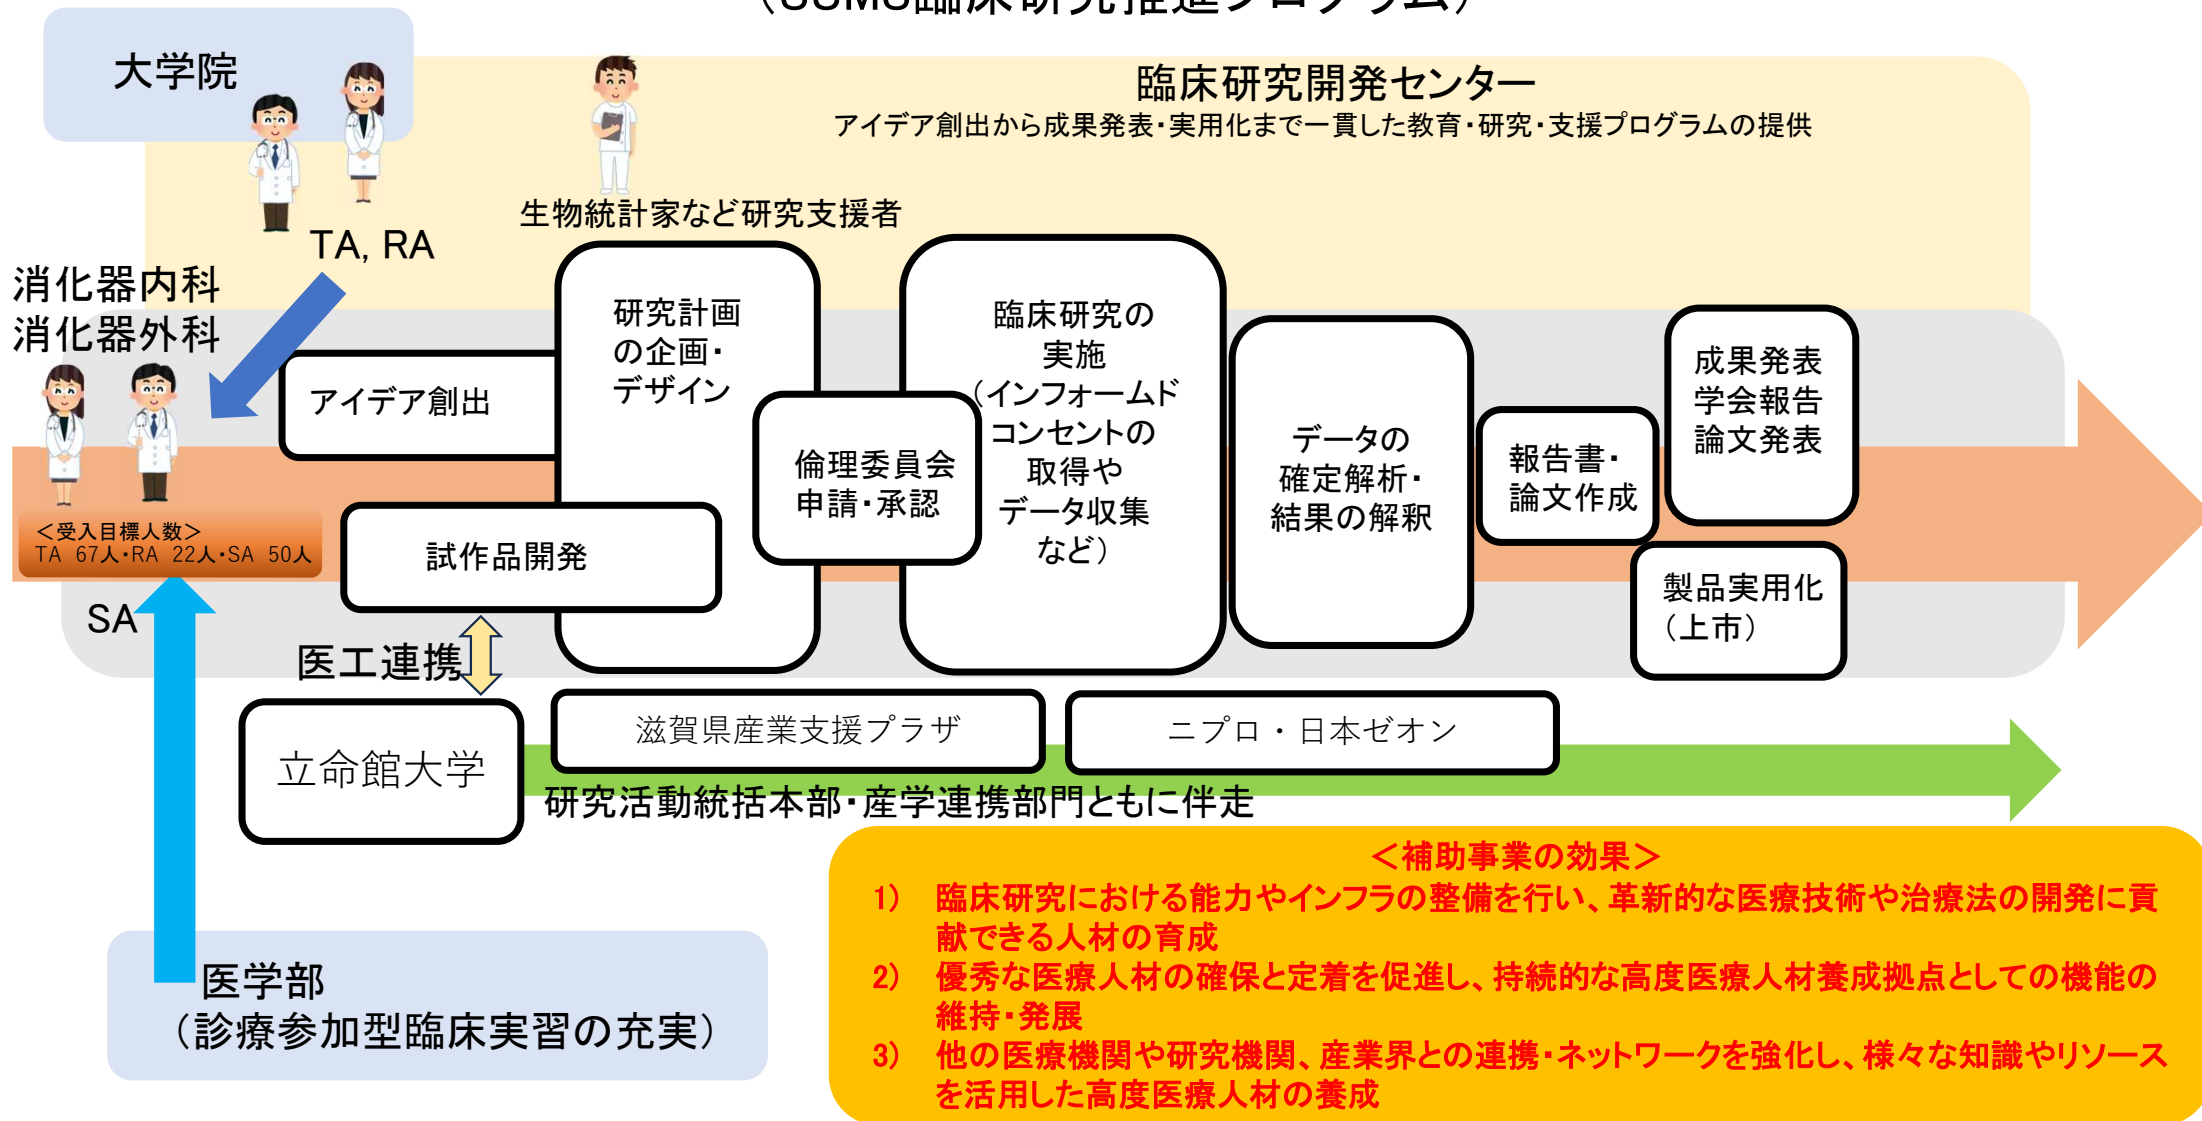 （SUMS臨床研究推進プログラム）
大学院
臨床研究開発センター
アイデア創出から成果発表・実用化まで一貫した教育・研究・支援プログラムの提供
生物統計家など研究支援者
TA, RA
消化器内科
消化器外科
アイデア創出
研究計画
の企画・
デザイン
倫理委員会
申請・承認
臨床研究の
実施
（インフォームド
コンセントの
取得や
データ収集
など）
データの
確定解析・
結果の解釈
報告書・
論文作成
成果発表
学会報告
論文発表
製品実用化
（上市）
＜受入目標人数＞
TA 67人・RA 22人・SA 50人
試作品開発
SA
医工連携
立命館大学
滋賀県産業支援プラザ
ニプロ・日本ゼオン
研究活動統括本部・産学連携部門ともに伴走
医学部
（診療参加型臨床実習の充実）
＜補助事業の効果＞
1) 臨床研究における能力やインフラの整備を行い、革新的な医療技術や治療法の開発に貢
献できる人材の育成
2) 優秀な医療人材の確保と定着を促進し、持続的な高度医療人材養成拠点としての機能の
維持・発展
3) 他の医療機関や研究機関、産業界との連携・ネットワークを強化し、様々な知識やリソース
を活用した高度医療人材の養成